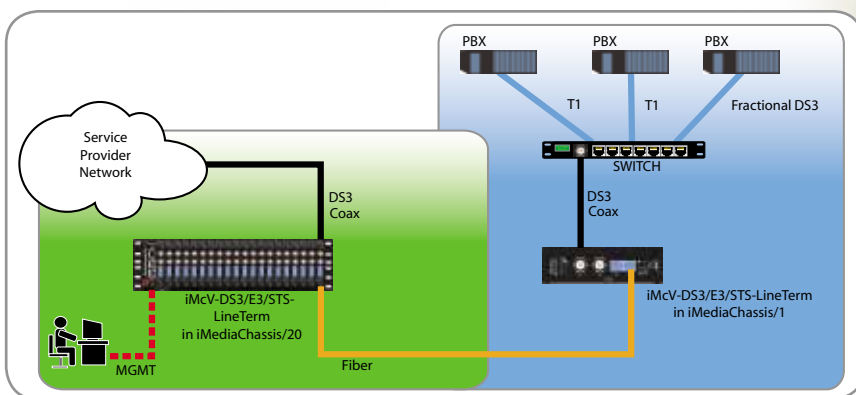 PBX
PBX
PBX
T1
T1
Fractional DS3
Service
Provider
Network
SWITCH
DS3
Coax
DS3
Coax
iMcV-DS3/E3/STS-
LineTerm
in iMediaChassis/20
iMcV-DS3/E3/STS-LineTerm
in iMediaChassis/1
MGMT
Fiber